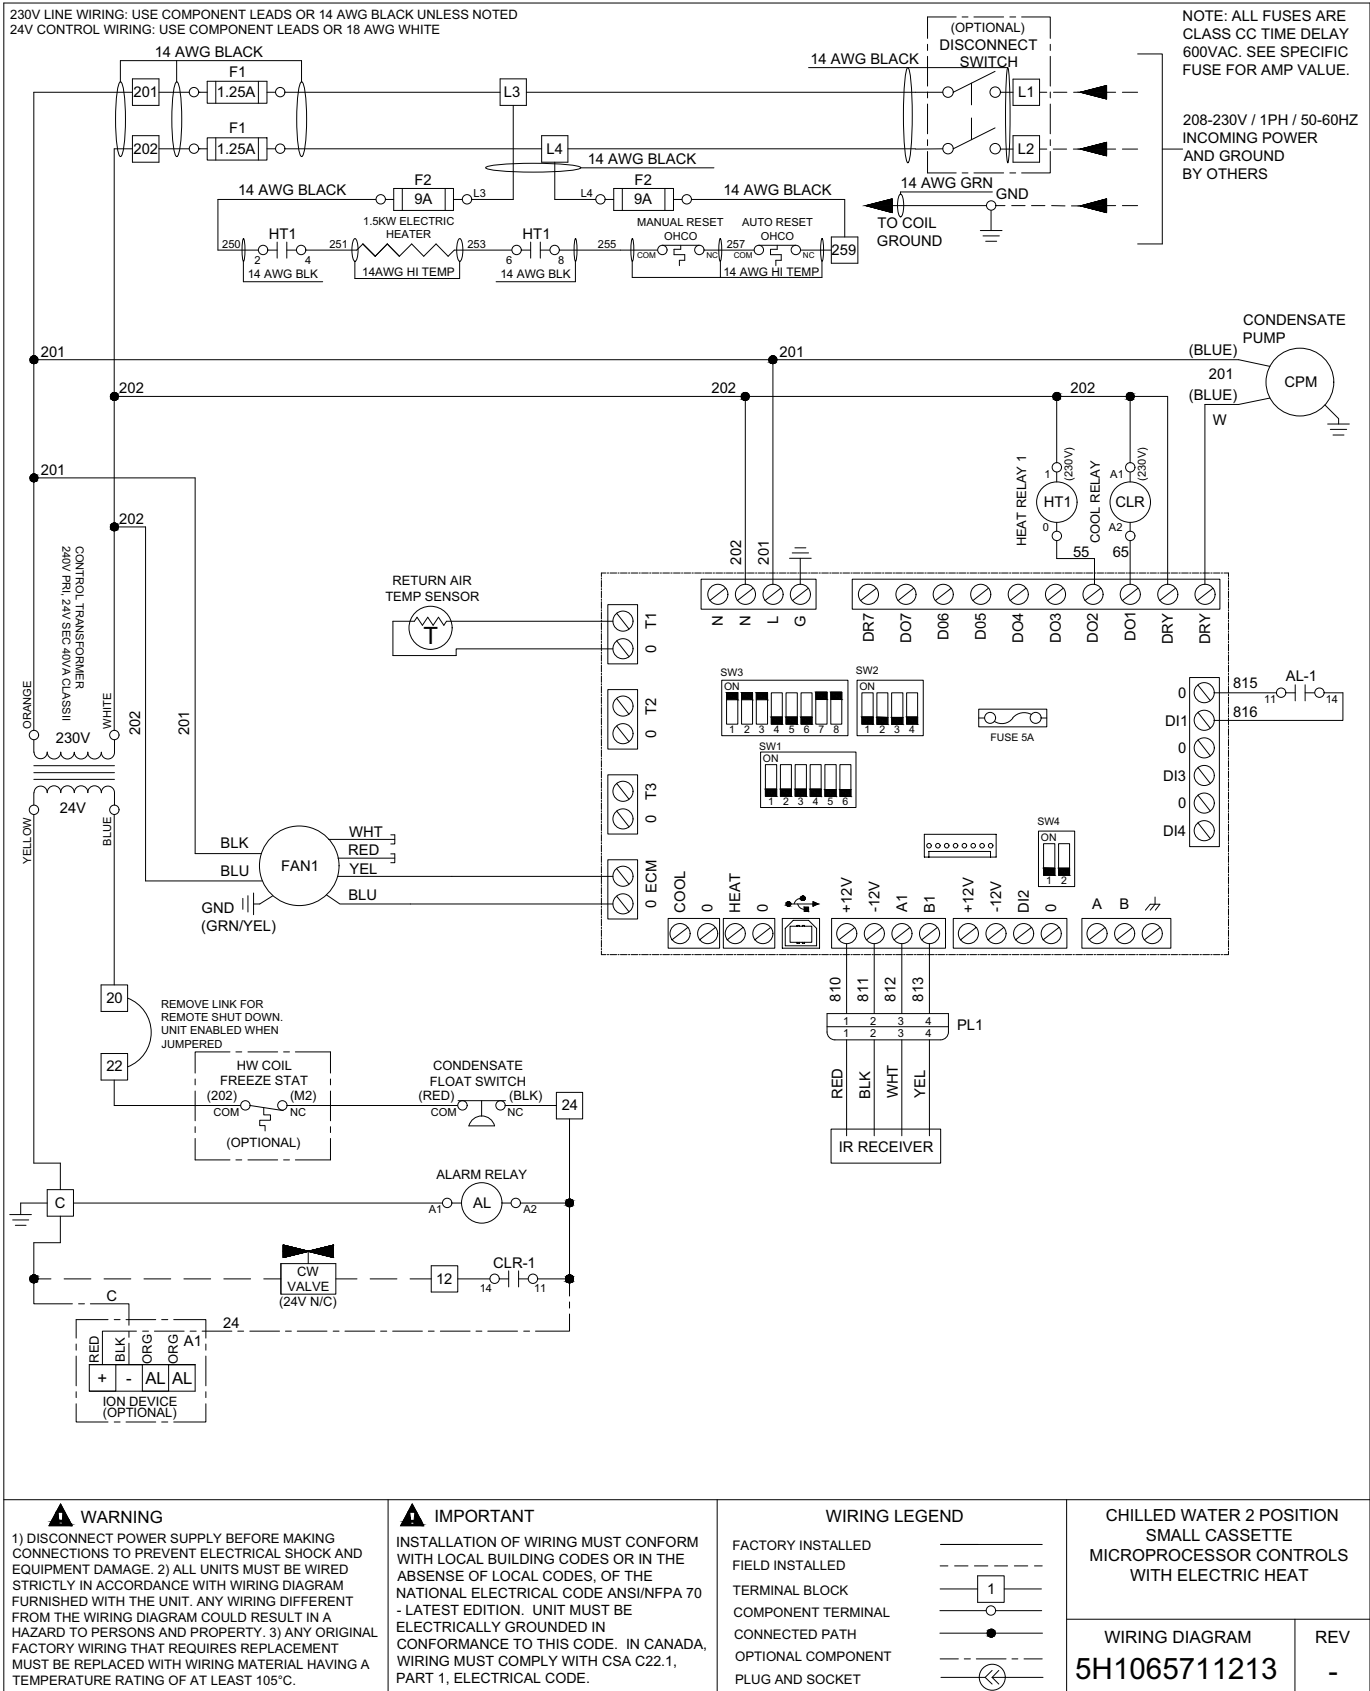 230V LINE WIRING: USE COMPONENT LEADS OR 14 AWG BLACK UNLESS NOTED
24V CONTROL WIRING: USE COMPONENT LEADS OR 18 AWG WHITE
14 AWG BLACK
F1
201
1.25A
L3
F1
202
1.25A
L4
14 AWG BLACK
14 AWG BLACK
(OPTIONAL)
DISCONNECT
SWITCH
L1
L2
NOTE: ALL FUSES ARE
CLASS CC TIME DELAY
600VAC. SEE SPECIFIC
FUSE FOR AMP VALUE.
208-230V / 1PH / 50-60HZ
INCOMING POWER
AND GROUND
BY OTHERS
14 AWG BLACK
F2
9A
L3
L4
F2
9A
14 AWG BLACK
14 AWG GRN
GND
TO COIL
GROUND
250
HT1
2
4
14 AWG BLK
251
1.5KW ELECTRIC
HEATER
253
14AWG HI TEMP
HT1
6
8
14 AWG BLK
255
MANUAL RESET
OHCO
COM
NC
257
AUTO RESET
OHCO
COM
NC
14 AWG HI TEMP
259
201
201
(BLUE)
CONDENSATE
PUMP
201
CPM
(BLUE)
W
202
202
202
201
202
HEAT RELAY 1
1
(230V)
HT1
0
55
COOL RELAY
A1
(230V)
CLR
A2
65
CONTROL TRANSFORMER
240V PRI, 24V SEC 40VA CLASSII
ORANGE
WHITE
230V
24V
YELLOW
BLUE
202
201
RETURN AIR
TEMP SENSOR
T
202
201
N
N
L
G
DR7
DO7
D06
D05
DO4
DO3
DO2
DO1
DRY
DRY
T1
0
T2
0
T3
0
ECM
0
SW3
ON
1 2 3 4 5 6 7 8
SW2
ON
1 2 3 4
SW1
ON
1 2 3 4 5 6
FUSE 5A
SW4
ON
1 2
0
DI1
0
DI3
0
DI4
815
816
AL-1
11
14
BLK
BLU
FAN1
WHT
RED
YEL
BLU
GND
(GRN/YEL)
COOL
0
HEAT
0
+12V
-12V
A1
B1
+12V
-12V
DI2
0
A
B
810
811
812
813
1 2 3 4
1 2 3 4
PL1
RED
BLK
WHT
YEL
IR RECEIVER
20
22
REMOVE LINK FOR
REMOTE SHUT DOWN.
UNIT ENABLED WHEN
JUMPERED
HW COIL
FREEZE STAT
(202)
(M2)
COM
NC
(OPTIONAL)
CONDENSATE
FLOAT SWITCH
(RED)
(BLK)
COM
NC
24
C
ALARM RELAY
A1
AL
A2
CW
VALVE
(24V N/C)
12
CLR-1
14
11
C
24
RED
BLK
ORG
ORG
A1
+ - AL AL
ION DEVICE
(OPTIONAL)
WARNING
1) DISCONNECT POWER SUPPLY BEFORE MAKING
CONNECTIONS TO PREVENT ELECTRICAL SHOCK AND
EQUIPMENT DAMAGE. 2) ALL UNITS MUST BE WIRED
STRICTLY IN ACCORDANCE WITH WIRING DIAGRAM
FURNISHED WITH THE UNIT. ANY WIRING DIFFERENT
FROM THE WIRING DIAGRAM COULD RESULT IN A
HAZARD TO PERSONS AND PROPERTY. 3) ANY ORIGINAL
FACTORY WIRING THAT REQUIRES REPLACEMENT
MUST BE REPLACED WITH WIRING MATERIAL HAVING A
TEMPERATURE RATING OF AT LEAST 105°C.
IMPORTANT
INSTALLATION OF WIRING MUST CONFORM
WITH LOCAL BUILDING CODES OR IN THE
ABSENSE OF LOCAL CODES, OF THE
NATIONAL ELECTRICAL CODE ANSI/NFPA 70
- LATEST EDITION. UNIT MUST BE
ELECTRICALLY GROUNDED IN
CONFORMANCE TO THIS CODE. IN CANADA,
WIRING MUST COMPLY WITH CSA C22.1,
PART 1, ELECTRICAL CODE.
WIRING LEGEND
FACTORY INSTALLED
FIELD INSTALLED
TERMINAL BLOCK
1
COMPONENT TERMINAL
CONNECTED PATH
OPTIONAL COMPONENT
PLUG AND SOCKET
CHILLED WATER 2 POSITION
SMALL CASSETTE
MICROPROCESSOR CONTROLS
WITH ELECTRIC HEAT
WIRING DIAGRAM
5H1065711213
REV
-